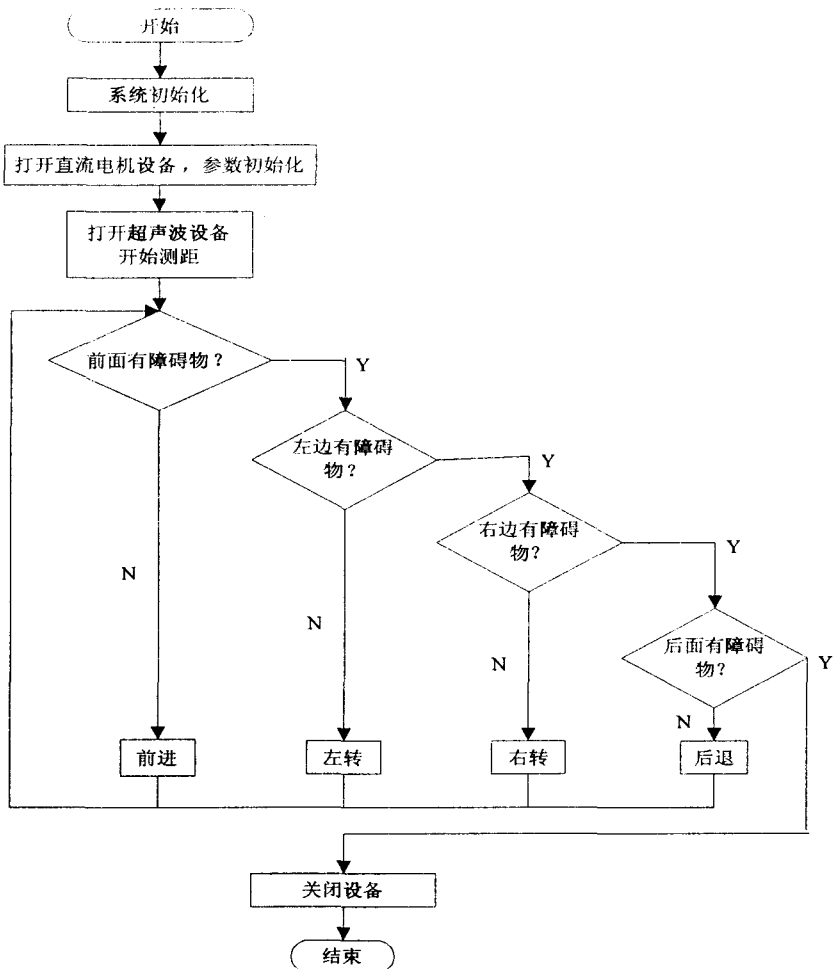 开始
系统初始化
打开直流电机设备，参数初始化
打开超声波设备
开始测距
前面有障碍物？
Y
左边有障碍
物？
Y
右边有障碍
物？
Y
N
N
后面有障碍
物？
Y
N
N
前进
左转
右转
后退
关闭设备
结束